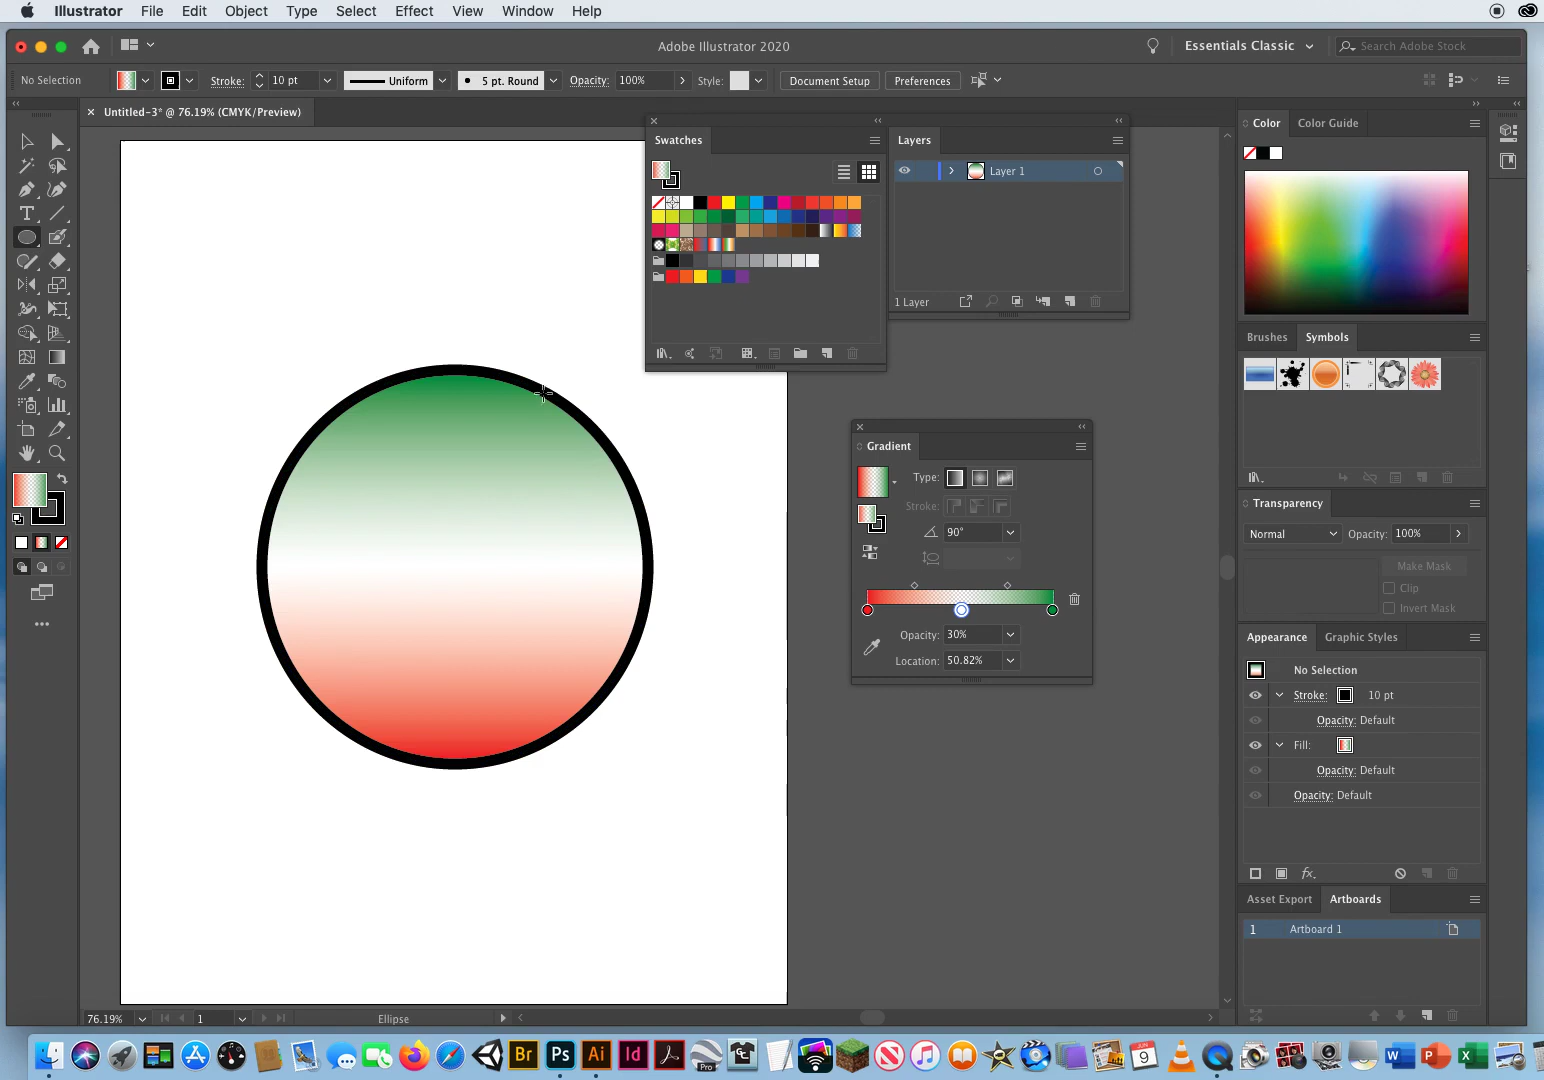 Illustrator File Edit Object Type Select Effect View Window Help
Adobe Illustrator 2020
Essentials Classic
Search Adobe Stock
No Selection
Stroke: 10 pt
Uniform
5 pt. Round
Opacity: 100%
Style:
Document Setup
Preferences
Untitled-3* @ 76.19% (CMYK/Preview)
Swatches
Layers
Layer 1
1 Layer
Color
Color Guide
Brushes
Symbols
Gradient
Type:
Stroke:
90°
Opacity: 30%
Location: 50.82%
Transparency
Normal
Opacity: 100%
Make Mask
Clip
Invert Mask
Appearance
Graphic Styles
No Selection
Stroke: 10 pt
Opacity: Default
Fill:
Opacity: Default
Opacity: Default
fx.
Asset Export
Artboards
1 Artboard 1
76.19%
1
Ellipse
Br
Ps
Ai
Id
Pro
JUN
9
W
P
X